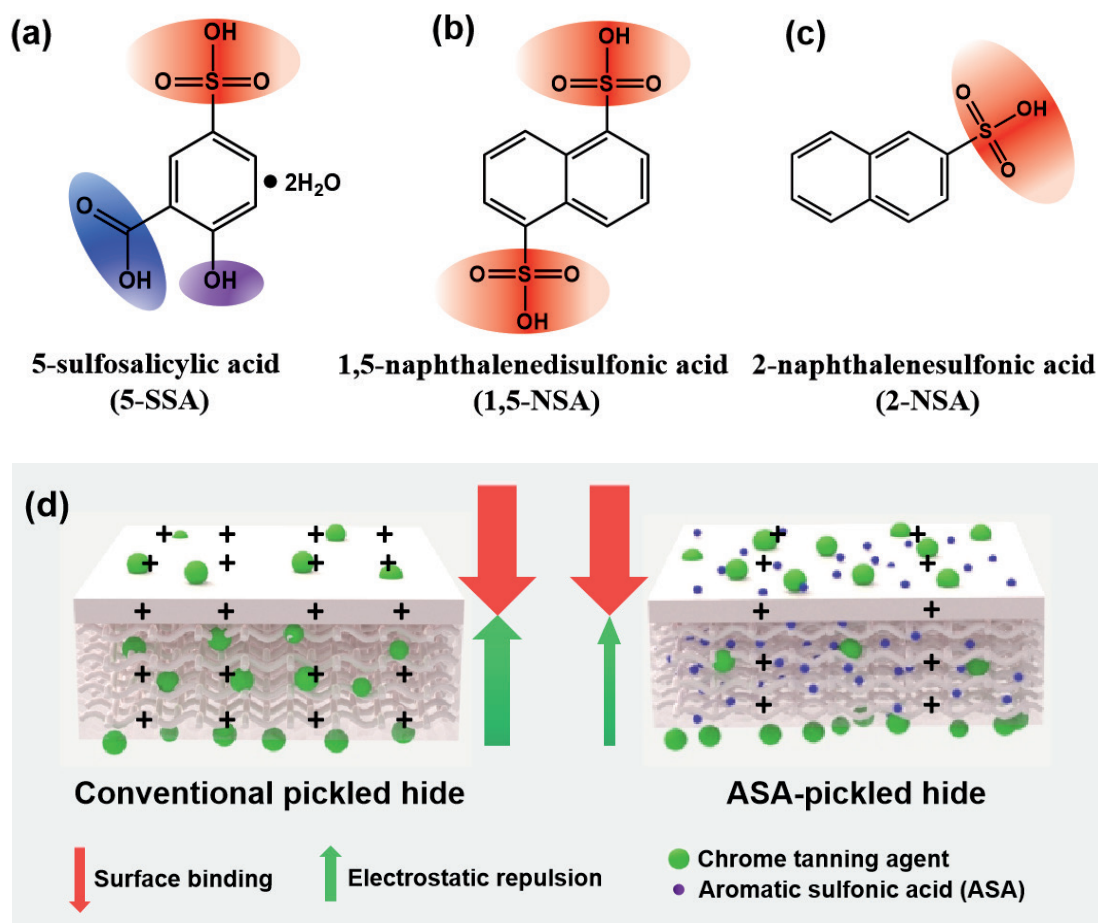 (a)
OH
O=S=O
• 2H₂O
O
OH
OH
5-sulfosalicylic acid
(5-SSA)
(b)
OH
O=S=O
O=S=O
OH
1,5-naphthalenedisulfonic acid
(1,5-NSA)
(c)
O
S
OH
O
2-naphthalenesulfonic acid
(2-NSA)
(d)
+ + + +
+ + + +
+ + + +
+ + + +
+ + + +
Conventional pickled hide
+ +
+ +
+ +
+ +
+ +
ASA-pickled hide
Surface binding
Electrostatic repulsion
Chrome tanning agent
Aromatic sulfonic acid (ASA)